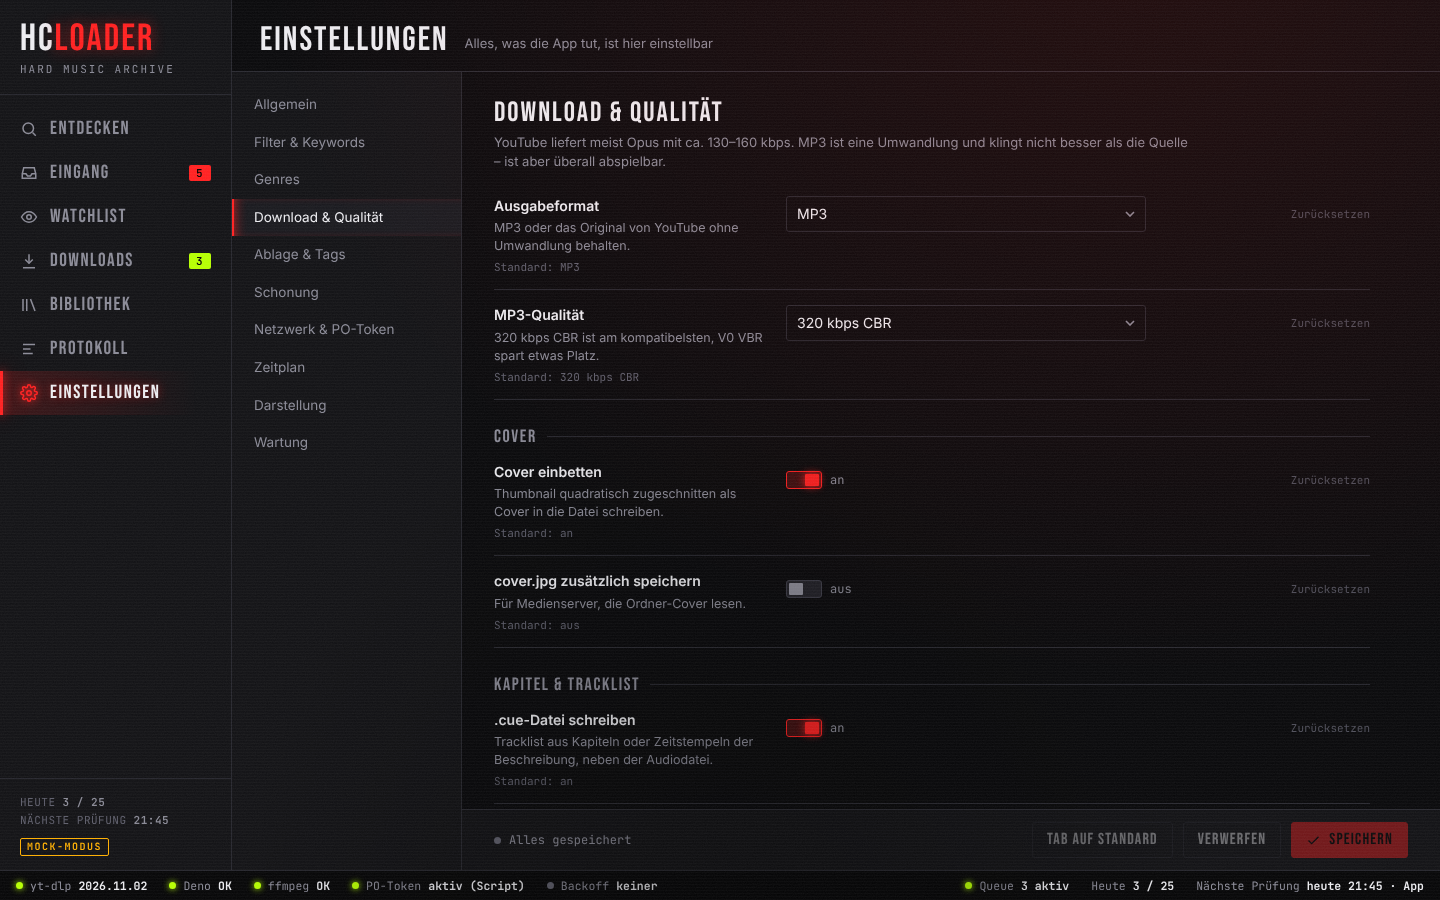 HCLOADER
HARD MUSIC ARCHIVE
ENTDECKEN
EINGANG 5
WATCHLIST
DOWNLOADS 3
BIBLIOTHEK
PROTOKOLL
EINSTELLUNGEN
HEUTE 3 / 25
NÄCHSTE PRÜFUNG 21:45
MOCK-MODUS
EINSTELLUNGEN Alles, was die App tut, ist hier einstellbar
Allgemein
Filter & Keywords
Genres
Download & Qualität
Ablage & Tags
Schonung
Netzwerk & PO-Token
Zeitplan
Darstellung
Wartung
DOWNLOAD & QUALITÄT
YouTube liefert meist Opus mit ca. 130–160 kbps. MP3 ist eine Umwandlung und klingt nicht besser als die Quelle
– ist aber überall abspielbar.
Ausgabeformat
MP3 oder das Original von YouTube ohne
Umwandlung behalten.
Standard: MP3
MP3
Zurücksetzen
MP3-Qualität
320 kbps CBR ist am kompatibelsten, V0 VBR
spart etwas Platz.
Standard: 320 kbps CBR
320 kbps CBR
Zurücksetzen
COVER
Cover einbetten
Thumbnail quadratisch zugeschnitten als
Cover in die Datei schreiben.
Standard: an
an
Zurücksetzen
cover.jpg zusätzlich speichern
Für Medienserver, die Ordner-Cover lesen.
Standard: aus
aus
Zurücksetzen
KAPITEL & TRACKLIST
.cue-Datei schreiben
Tracklist aus Kapiteln oder Zeitstempeln der
Beschreibung, neben der Audiodatei.
Standard: an
an
Zurücksetzen
Alles gespeichert
TAB AUF STANDARD
VERWERFEN
SPEICHERN
yt-dlp 2026.11.02 Deno OK ffmpeg OK PO-Token aktiv (Script) Backoff keiner Queue 3 aktiv Heute 3 / 25 Nächste Prüfung heute 21:45 · App